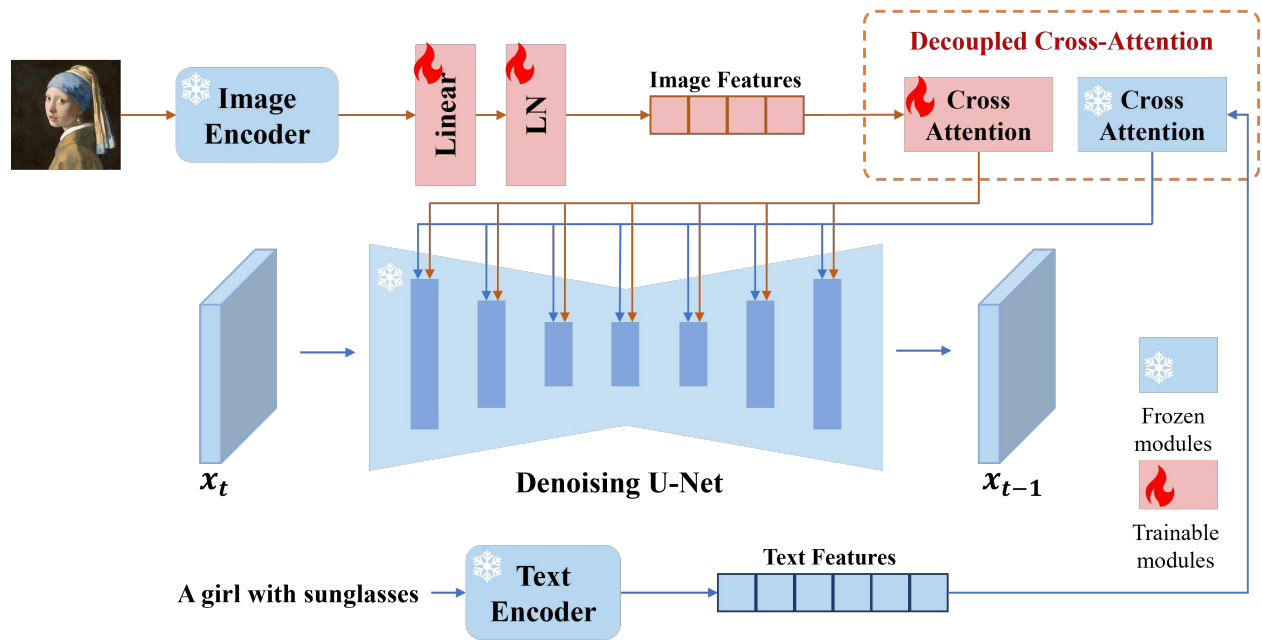 Decoupled Cross-Attention
Image
Encoder
Linear
LN
Image Features
Cross
Attention
Cross
Attention
x_t
Denoising U-Net
x_{t−1}
Frozen
modules
Trainable
modules
A girl with sunglasses
Text
Encoder
Text Features